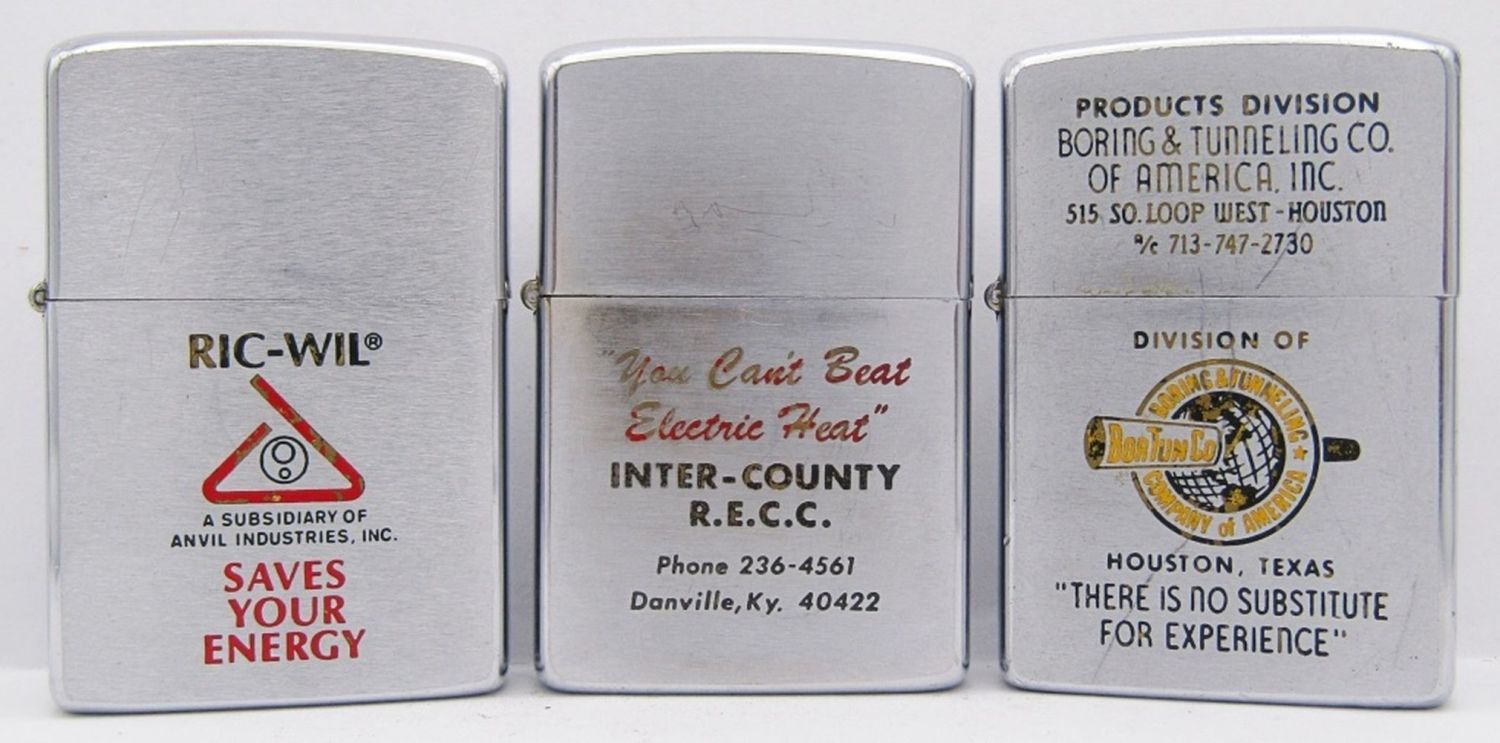 RIC-WIL®
A SUBSIDIARY OF
ANVIL INDUSTRIES, INC.
SAVES
YOUR
ENERGY
"You Can't Beat
Electric Heat"
INTER-COUNTY
R.E.C.C.
Phone 236-4561
Danville, Ky. 40422
PRODUCTS DIVISION
BORING & TUNNELING CO.
OF AMERICA, INC.
515 SO. LOOP WEST - HOUSTON
a/c 713-747-2730
DIVISION OF
BORING & TUNNELING
BORTUNCO
COMPANY of AMERICA
HOUSTON, TEXAS
"THERE IS NO SUBSTITUTE
FOR EXPERIENCE"